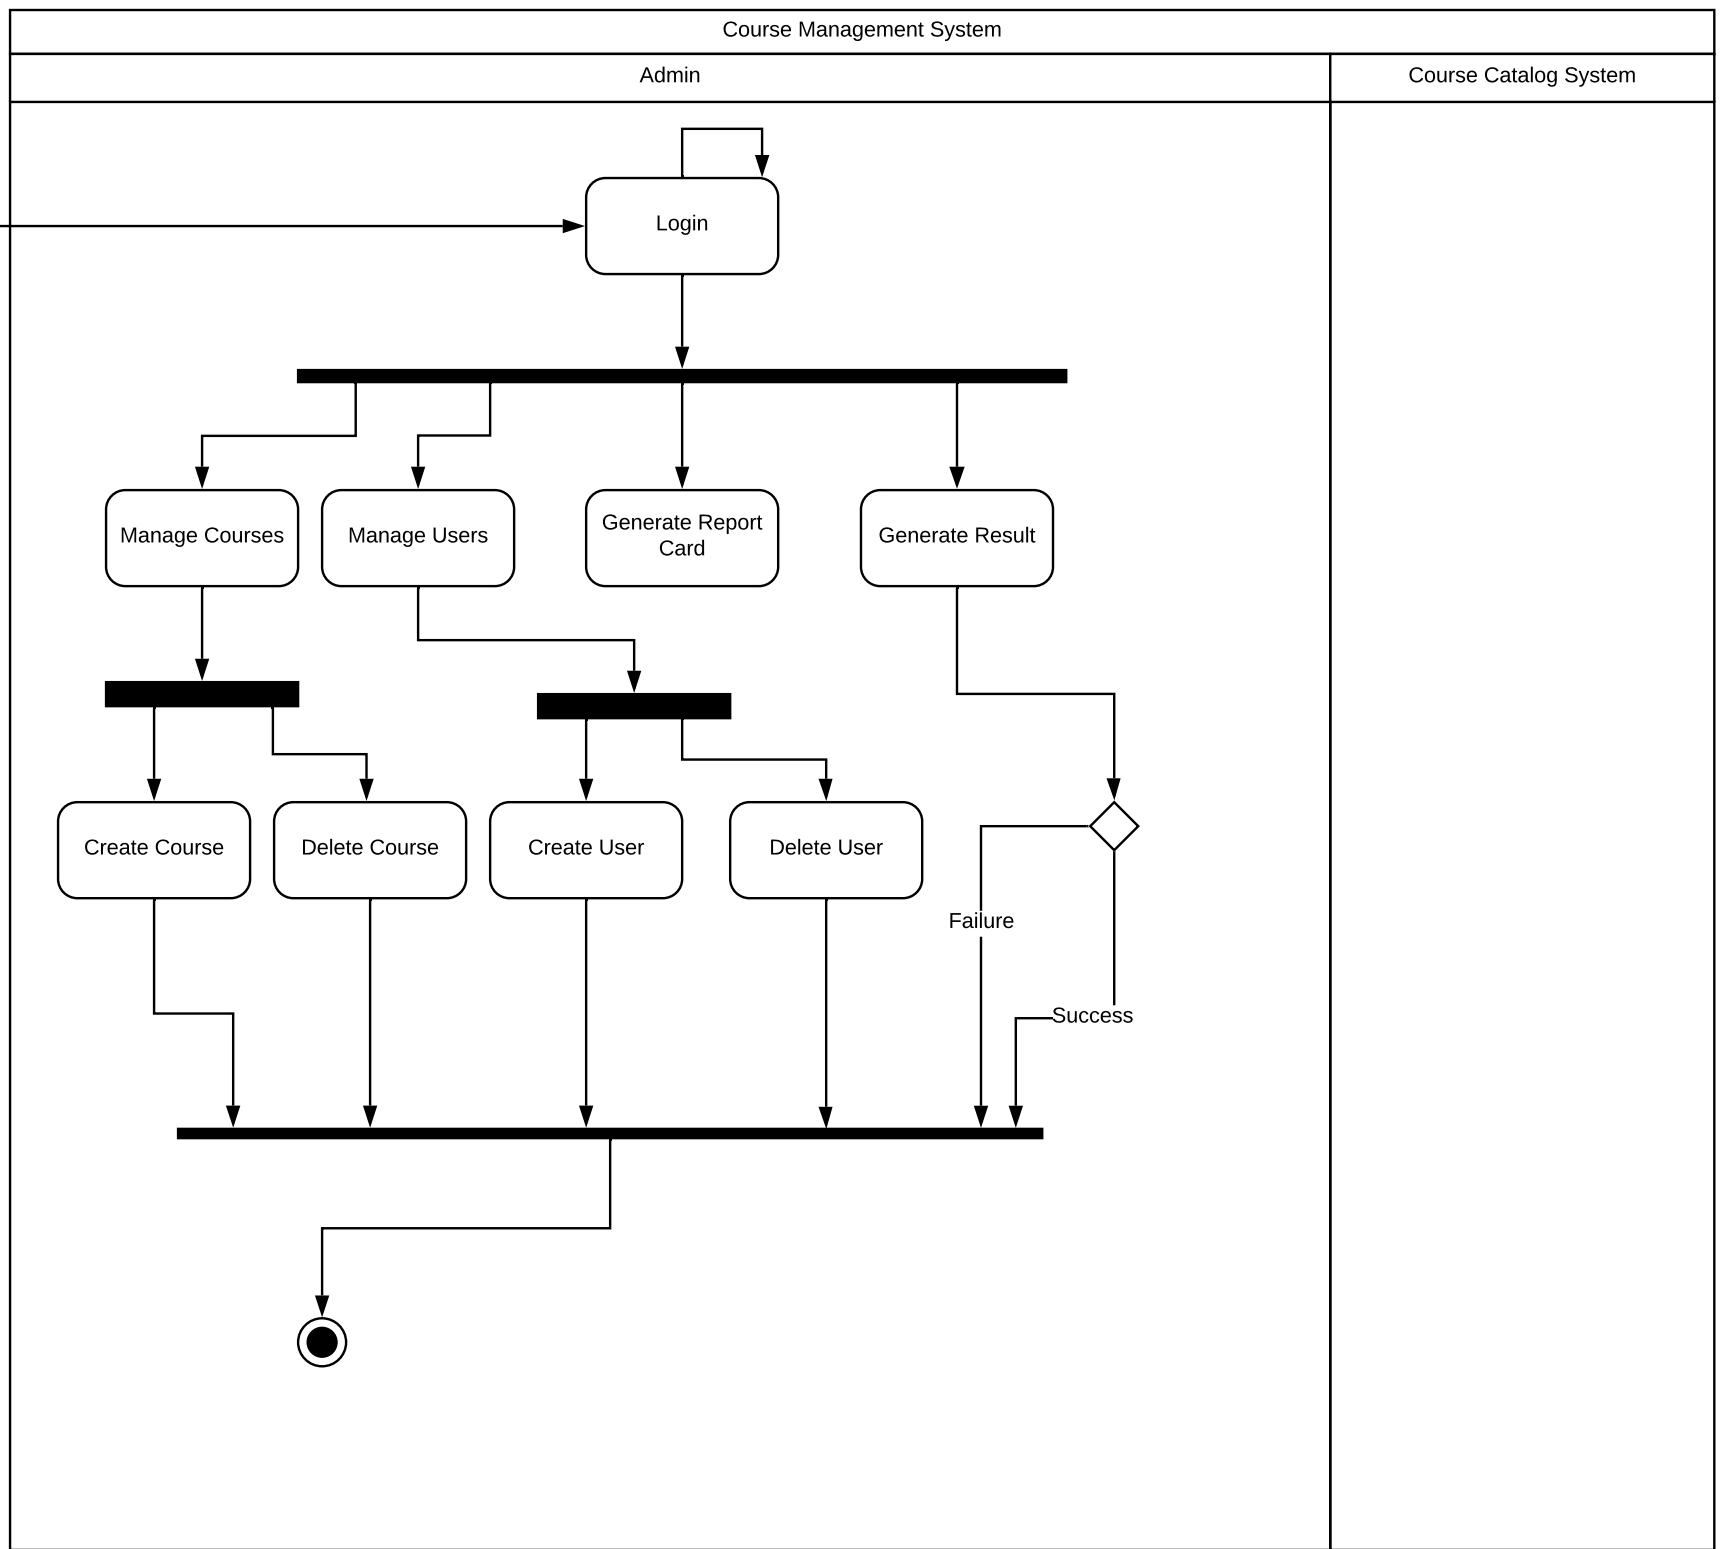 Course Management System
Admin
Course Catalog System
Login
Manage Courses
Manage Users
Generate Report
Card
Generate Result
Create Course
Delete Course
Create User
Delete User
Failure
Success